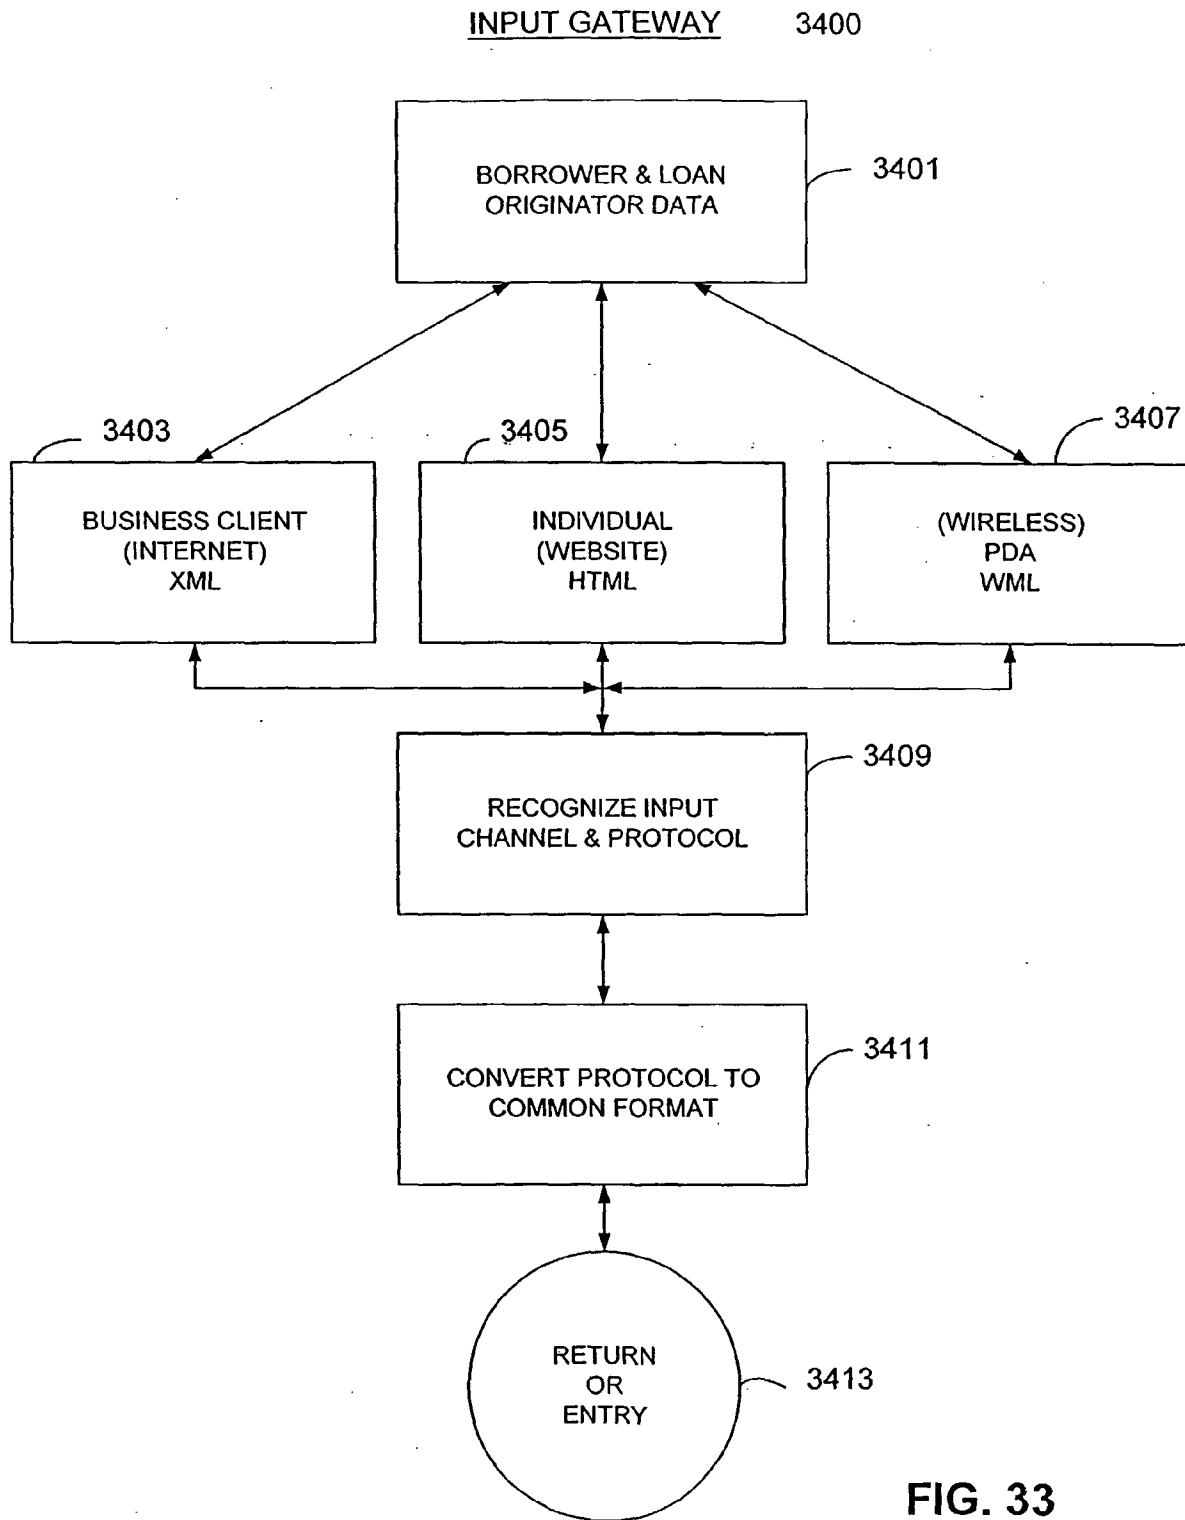 INPUT GATEWAY 3400
BORROWER & LOAN
ORIGINATOR DATA
3401
3403
BUSINESS CLIENT
(INTERNET)
XML
3405
INDIVIDUAL
(WEBSITE)
HTML
3407
(WIRELESS)
PDA
WML
RECOGNIZE INPUT
CHANNEL & PROTOCOL
3409
CONVERT PROTOCOL TO
COMMON FORMAT
3411
RETURN
OR
ENTRY
3413
FIG. 33